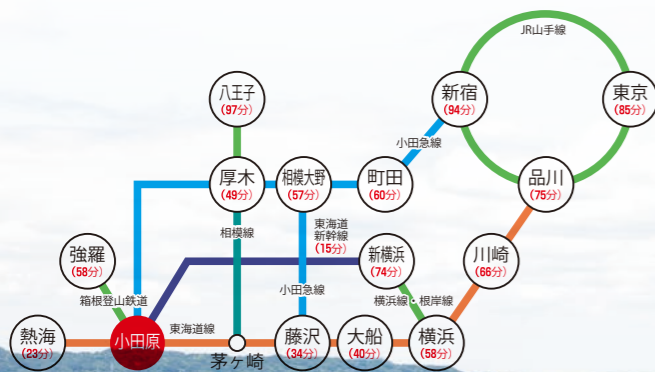 JR山手線
八王子
(97分)
新宿
(94分)
東京
(85分)
小田急線
厚木
(49分)
相模大野
(57分)
町田
(60分)
品川
(75分)
相模線
東海道
新幹線
(15分)
強羅
(58分)
新横浜
(74分)
川崎
(66分)
箱根登山鉄道
小田急線
横浜線・根岸線
熱海
(23分)
小田原
東海道線
茅ヶ崎
藤沢
(34分)
大船
(40分)
横浜
(58分)